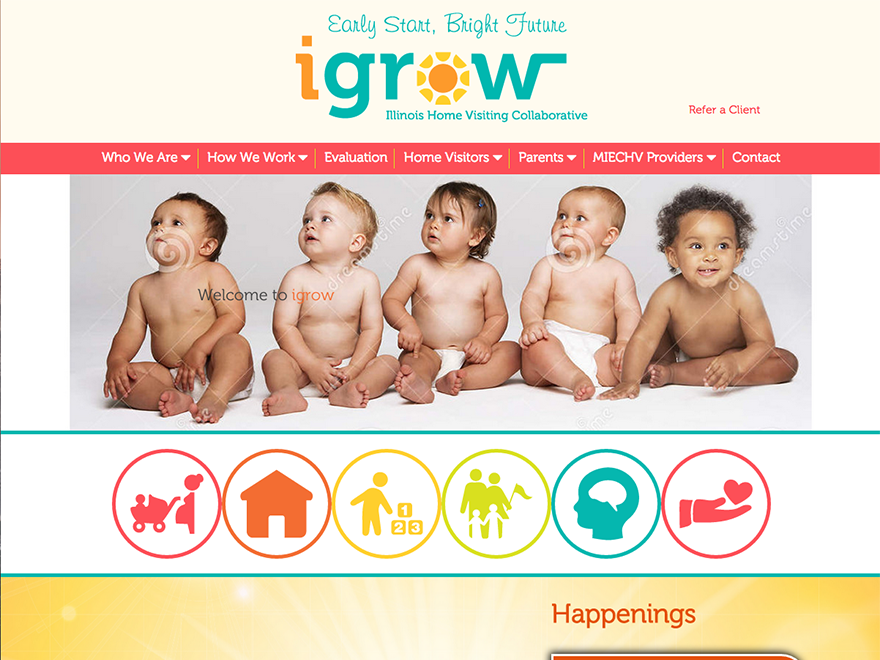 Early Start, Bright Future
igrow
Illinois Home Visiting Collaborative
Refer a Client
Who We Are How We Work Evaluation Home Visitors Parents MIECHV Providers Contact
dreamstime
dreamstime
Welcome to igrow
1
2 3
Happenings